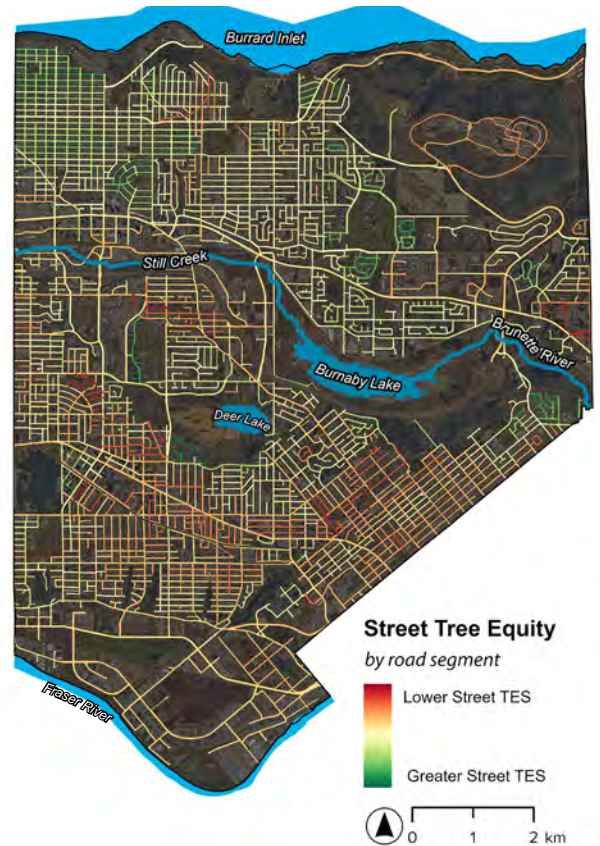 Burrard Inlet
Still Creek
Brunette River
Burnaby Lake
Deer Lake
Fraser River
Street Tree Equity
by road segment
Lower Street TES
Greater Street TES
0 1 2 km